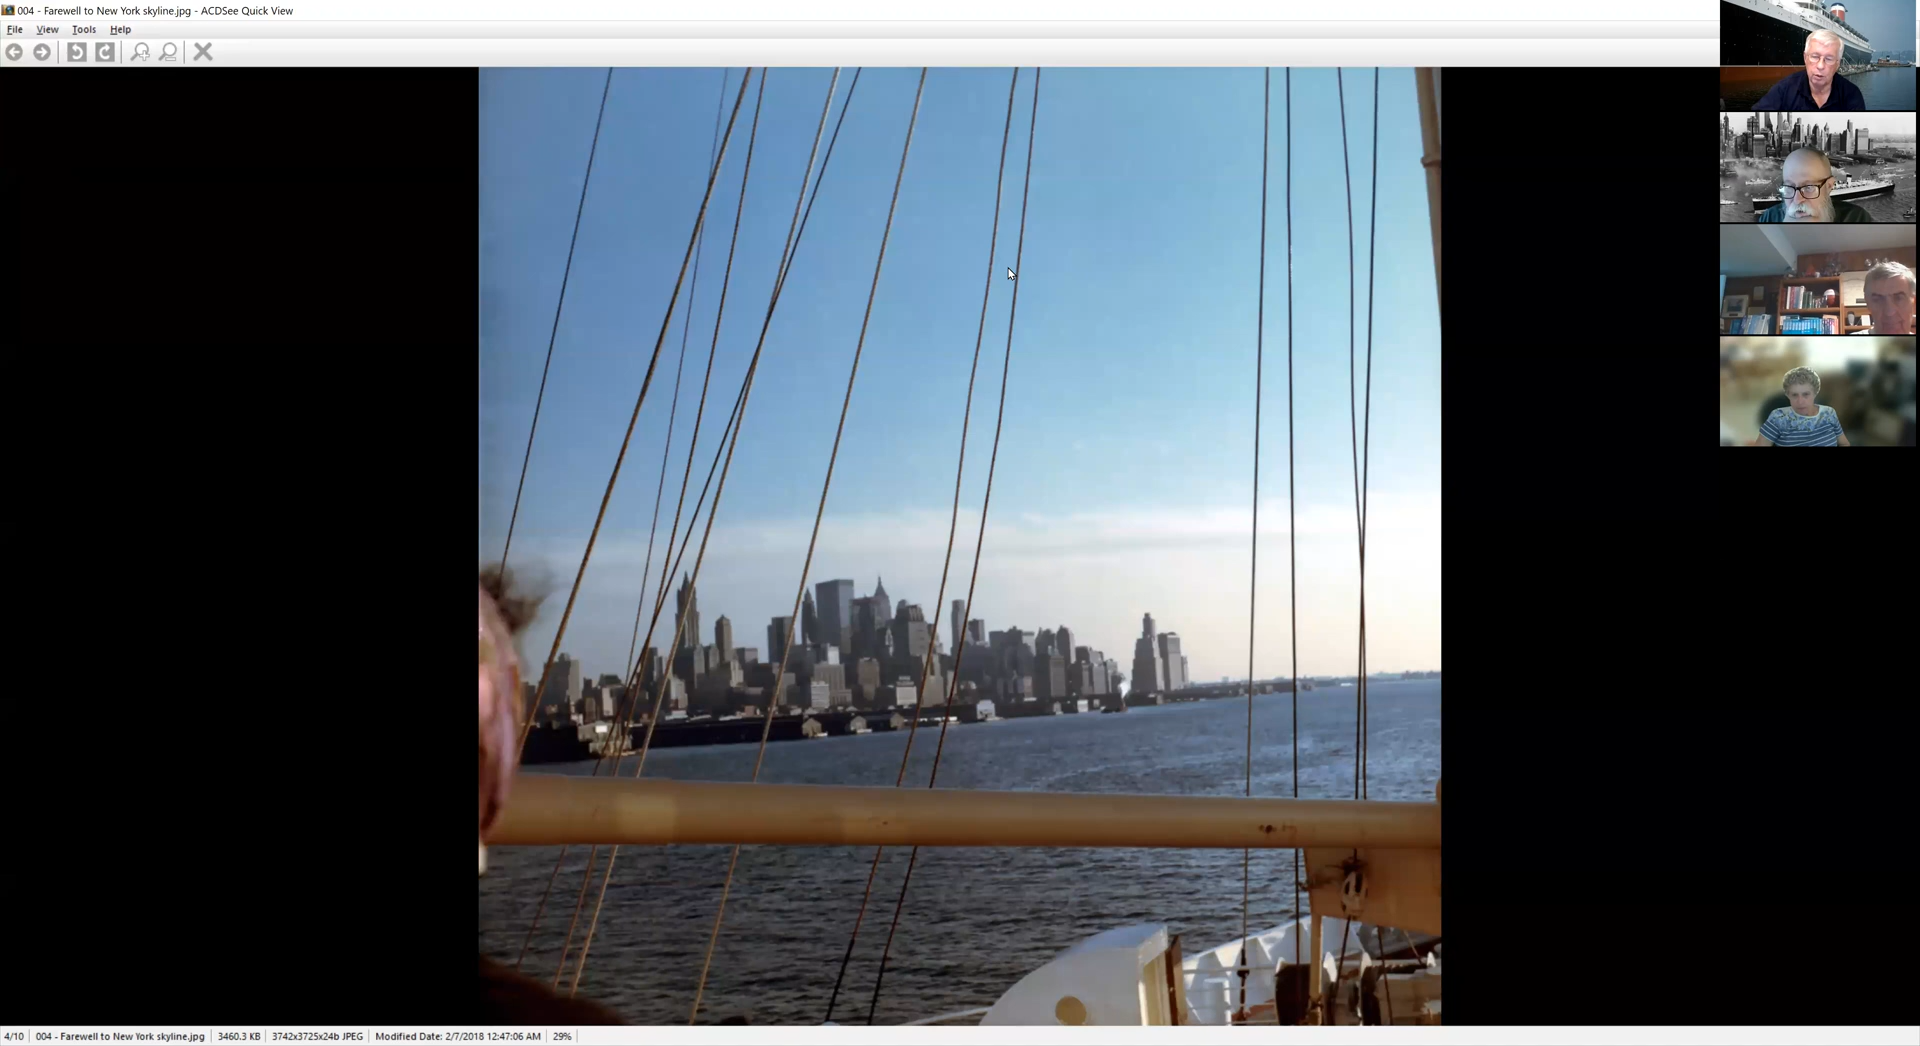 004 - Farewell to New York skyline.jpg - ACDSee Quick View
File View Tools Help
4/10 004 - Farewell to New York skyline.jpg 3460.3 KB 3742x3725x24b JPEG Modified Date: 2/7/2018 12:47:06 AM 29%